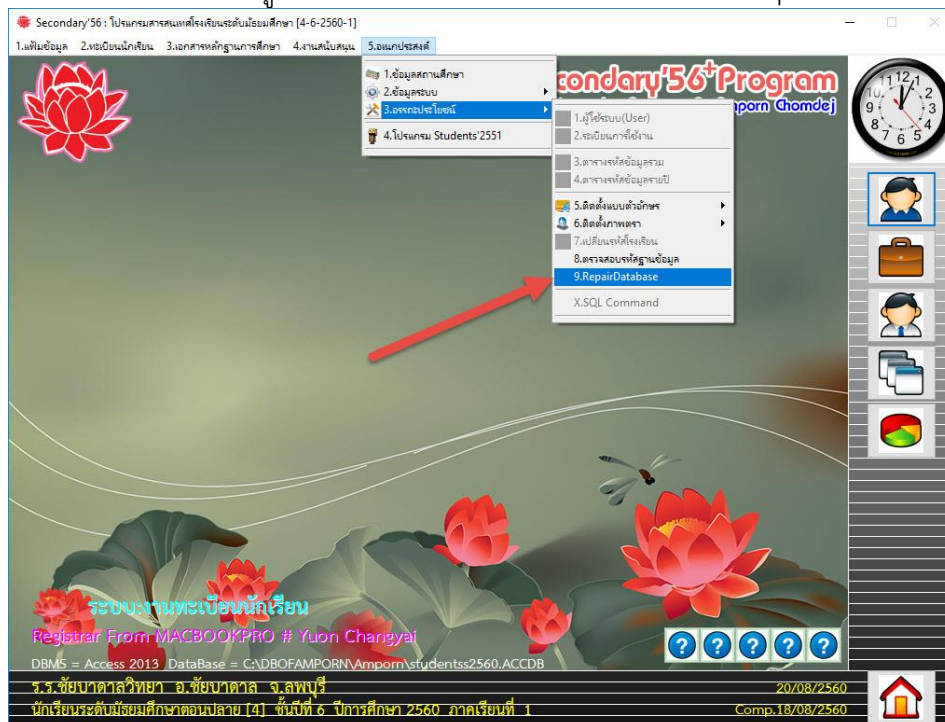 Secondary'56 : โปรแกรมสารสนเทศโรงเรียนระดับมัธยมศึกษา [4-6-2560-1]
1.แฟ้มข้อมูล 2.ทะเบียนนักเรียน 3.เอกสารหลักฐานการศึกษา 4.งานสนับสนุน 5.อเนกประสงค์
1.ข้อมูลสถานศึกษา
2.ข้อมูลระบบ
3.อรรถประโยชน์
4.โปรแกรม Students'2551
condary'56+Program
mporn Chomdej
1.ผู้ใช้ระบบ(User)
2.ระเบียนการใช้งาน
3.ตารางรหัสข้อมูลรวม
4.ตารางรหัสข้อมูลรายปี
5.ติดตั้งแบบตัวอักษร
6.ติดตั้งภาพตรา
7.เปลี่ยนรหัสโรงเรียน
8.ตรวจสอบรหัสฐานข้อมูล
9.RepairDatabase
X.SQL Command
12 1 2 3 4 5 6 7 8 9 10 11
ระบบ:งานทะเบียนนักเรียน
Registrar From MACBOOKPRO # Yuon Changyai
DBMS = Access 2013 DataBase = C:\DBOFAMPORN\Amporn\studentss2560.ACCDB
? ? ? ? ?
ร.ร.ชัยบาดาลวิทยา อ.ชัยบาดาล จ.ลพบุรี 20/08/2560
นักเรียนระดับมัธยมศึกษาตอนปลาย [4] ชั้นปีที่ 6 ปีการศึกษา 2560 ภาคเรียนที่ 1 Comp.18/08/2560